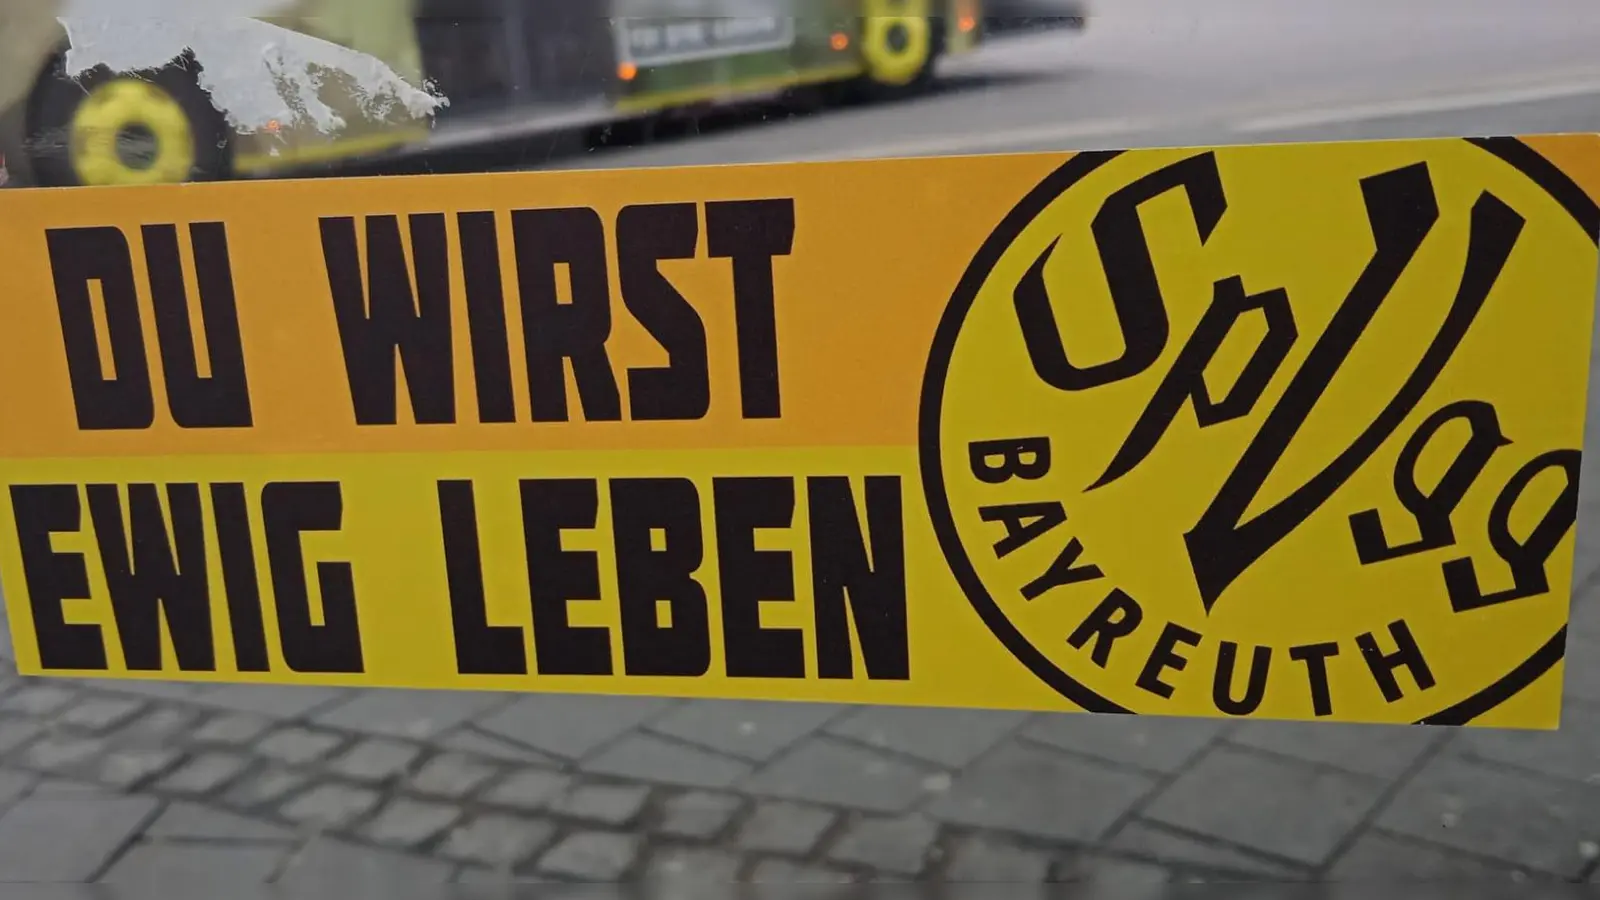 DU WIRST
EWIG LEBEN
SpVgg
BAYREUTH